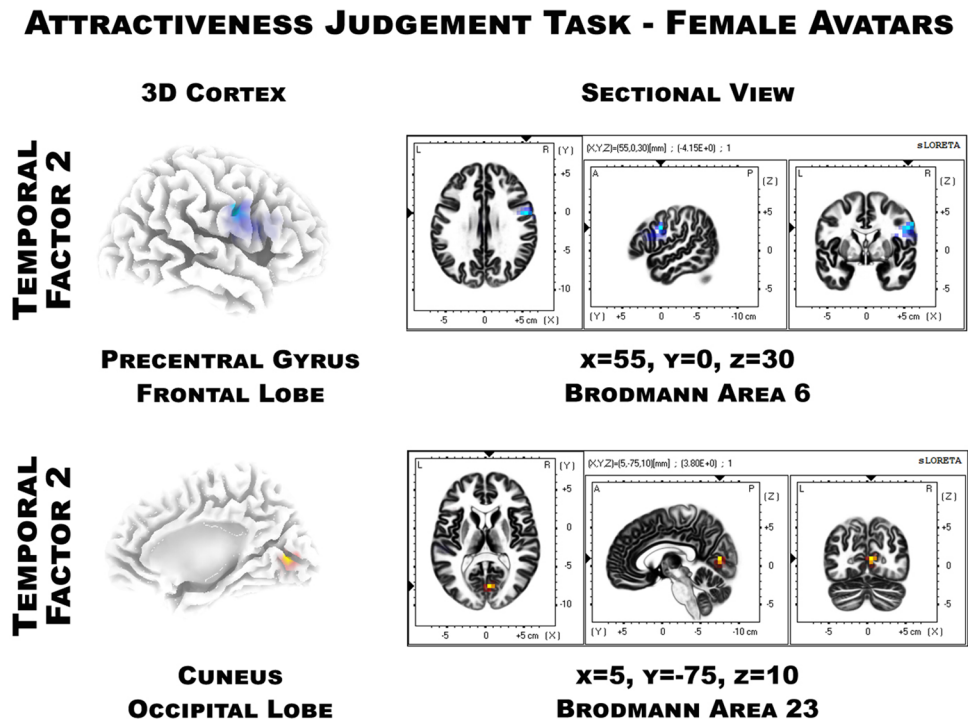 Attractiveness Judgement Task - Female Avatars
3D Cortex
Sectional View
Temporal
Factor 2
L R (Y)
+5
0
-5
-10
-5 0 +5 cm (X)
(X,Y,Z)=(55,0,30)[mm] ; (-4.15E+0) ; 1
sLORETA
A P (Z)
+5
0
-5
(Y) +5 0 -5 -10 cm
L R (Z)
+5
0
-5
-5 0 +5 cm (X)
Precentral Gyrus
Frontal Lobe
x=55, y=0, z=30
Brodmann Area 6
Temporal
Factor 2
L R (Y)
+5
0
-5
-10
-5 0 +5 cm (X)
(X,Y,Z)=(5,-75,10)[mm] ; (3.80E+0) ; 1
sLORETA
A P (Z)
+5
0
-5
(Y) +5 0 -5 -10 cm
L R (Z)
+5
0
-5
-5 0 +5 cm (X)
Cuneus
Occipital Lobe
x=5, y=-75, z=10
Brodmann Area 23